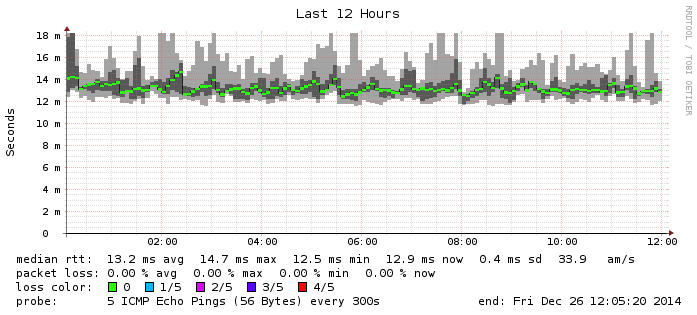 Last 12 Hours
RRDTOOL / TOBI OETIKER
Seconds
18 m
16 m
14 m
12 m
10 m
8 m
6 m
4 m
2 m
0
02:00 04:00 06:00 08:00 10:00 12:00
median rtt: 13.2 ms avg 14.7 ms max 12.5 ms min 12.9 ms now 0.4 ms sd 33.9 am/s
packet loss: 0.00 % avg 0.00 % max 0.00 % min 0.00 % now
loss color: 0 1/5 2/5 3/5 4/5
probe: 5 ICMP Echo Pings (56 Bytes) every 300s end: Fri Dec 26 12:05:20 2014